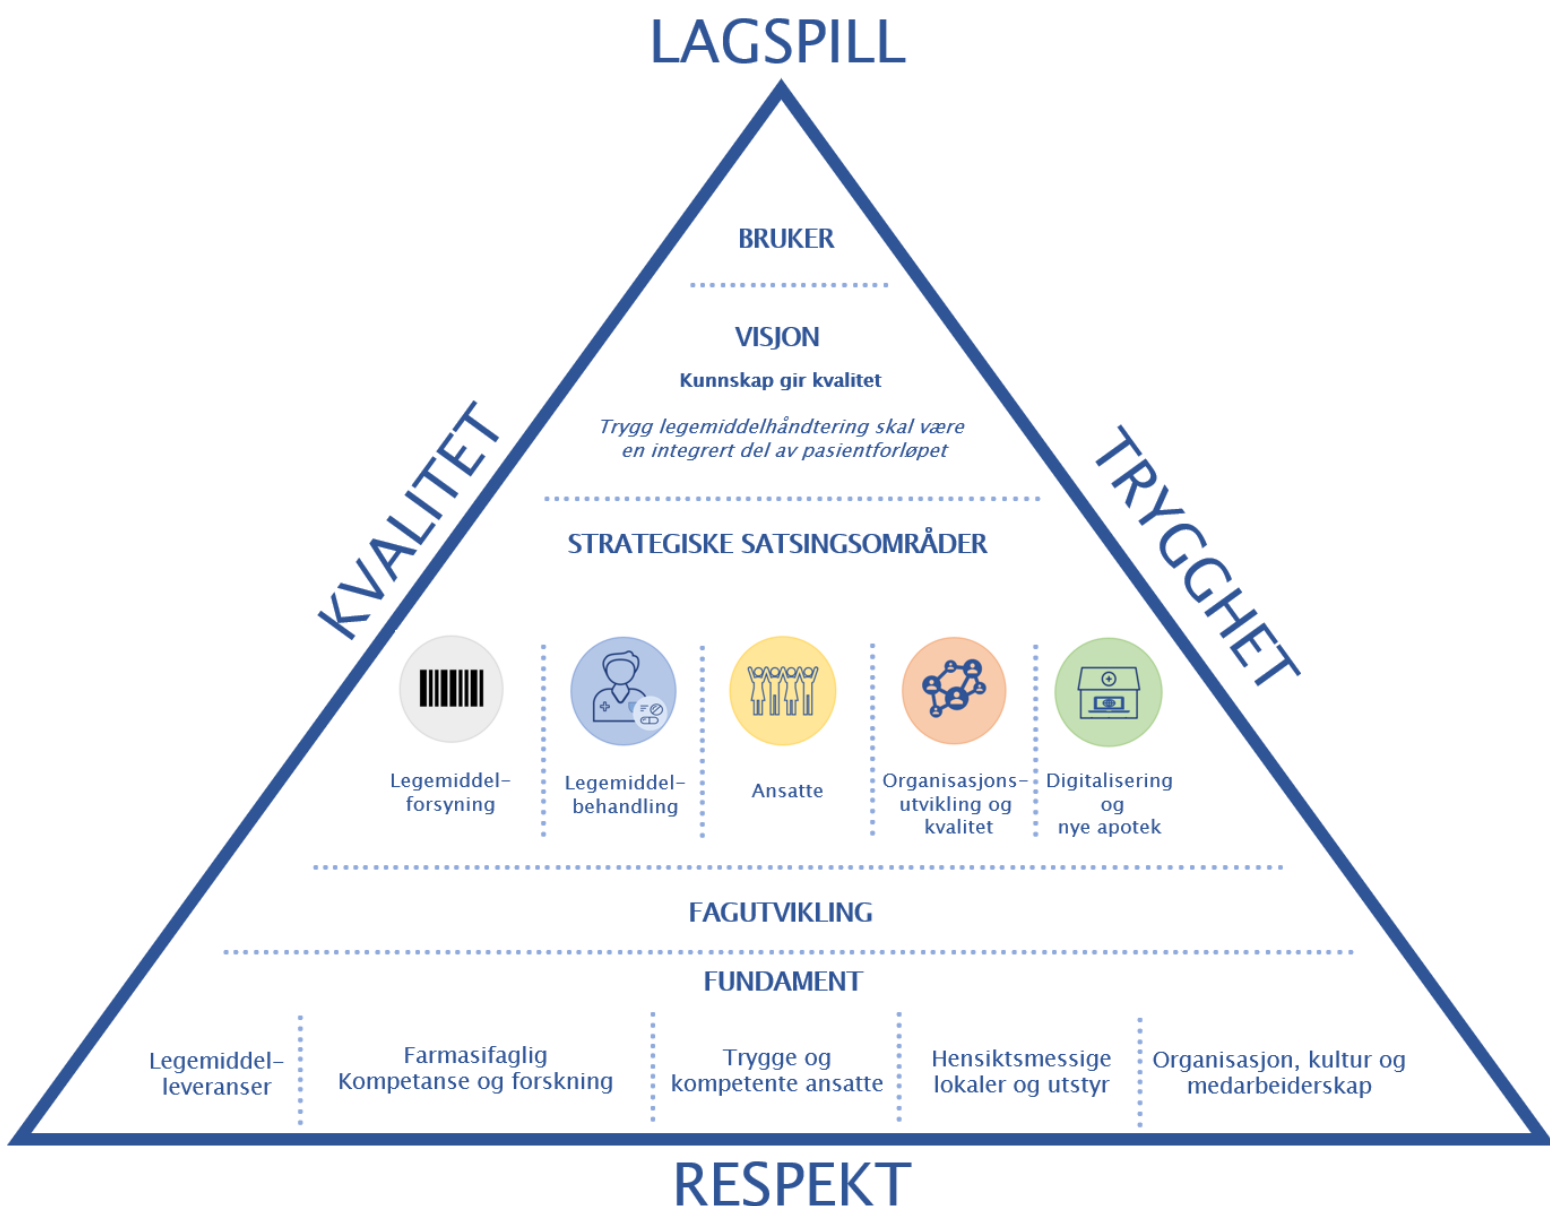 LAGSPILL
BRUKER
VISJON
Kunnskap gir kvalitet
Trygg legemiddelhåndtering skal være
en integrert del av pasientforløpet
KVALITET
TRYGGHET
STRATEGISKE SATSINGSOMRÅDER
Legemiddel-
forsyning
Legemiddel-
behandling
Ansatte
Organisasjons-
utvikling og
kvalitet
Digitalisering
og
nye apotek
FAGUTVIKLING
FUNDAMENT
Legemiddel-
leveranser
Farmasifaglig
Kompetanse og forskning
Trygge og
kompetente ansatte
Hensiktsmessige
lokaler og utstyr
Organisasjon, kultur og
medarbeiderskap
RESPEKT